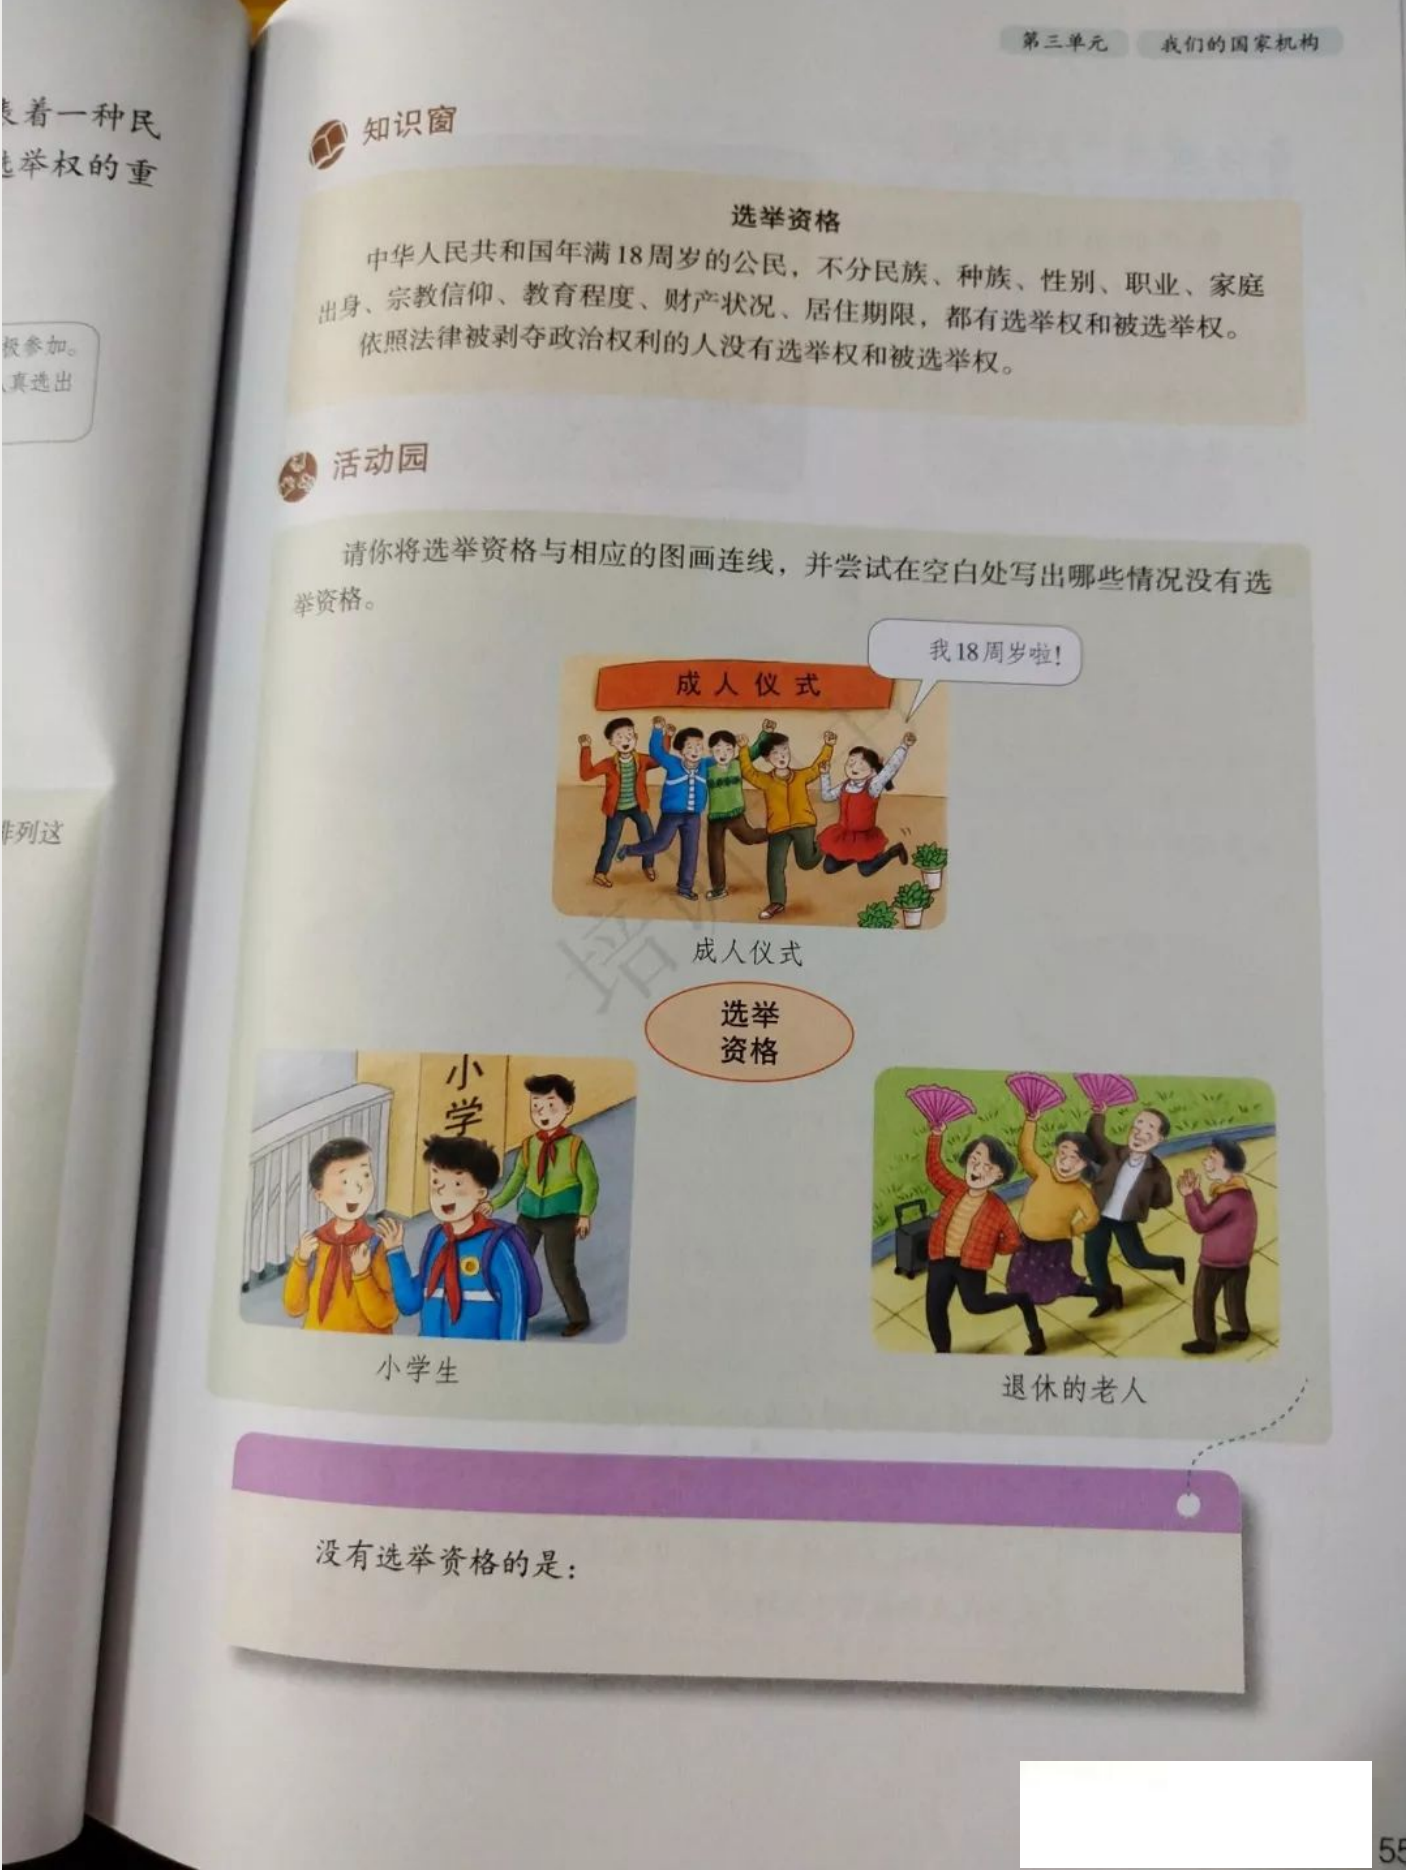 第三单元 我们的国家机构
着一种民
举权的重
极参加。
真选出
排列这
知识窗
选举资格
中华人民共和国年满18周岁的公民，不分民族、种族、性别、职业、家庭
出身、宗教信仰、教育程度、财产状况、居住期限，都有选举权和被选举权。
依照法律被剥夺政治权利的人没有选举权和被选举权。
活动园
请你将选举资格与相应的图画连线，并尝试在空白处写出哪些情况没有选
举资格。
我18周岁啦！
成人仪式
成人仪式
选举
资格
小
学
小学生
退休的老人
没有选举资格的是：
55